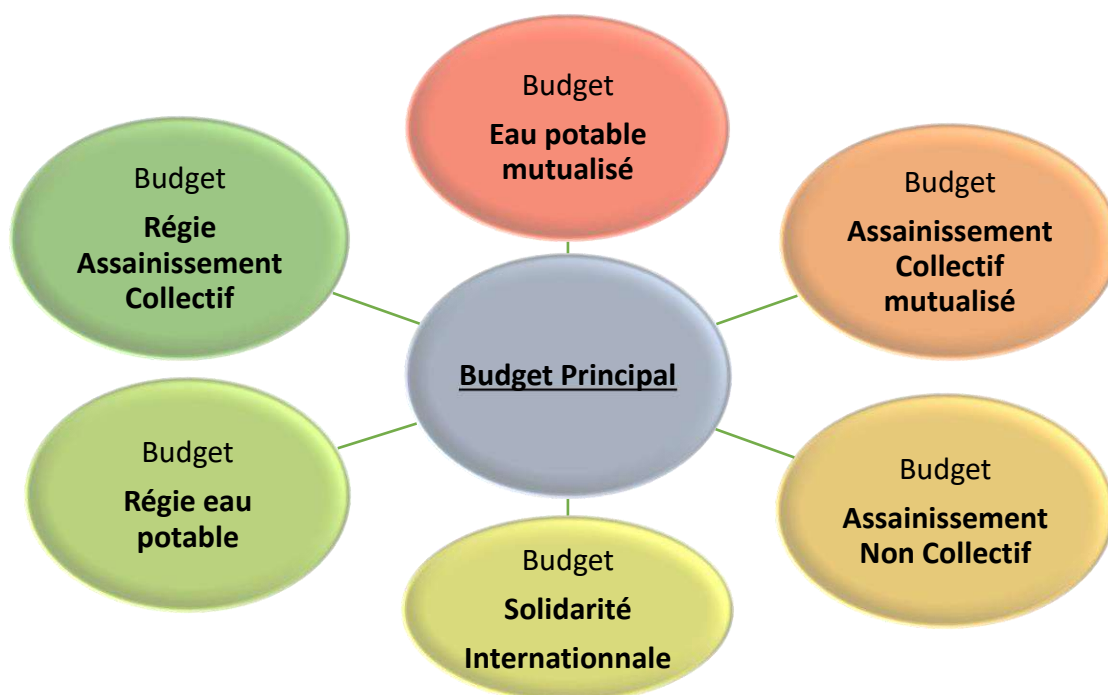 Budget
Eau potable
mutualisé
Budget
Assainissement
Collectif
mutualisé
Budget
Assainissement
Non Collectif
Budget
Solidarité
Internationnale
Budget
Régie eau
potable
Budget
Régie
Assainissement
Collectif
Budget Principal